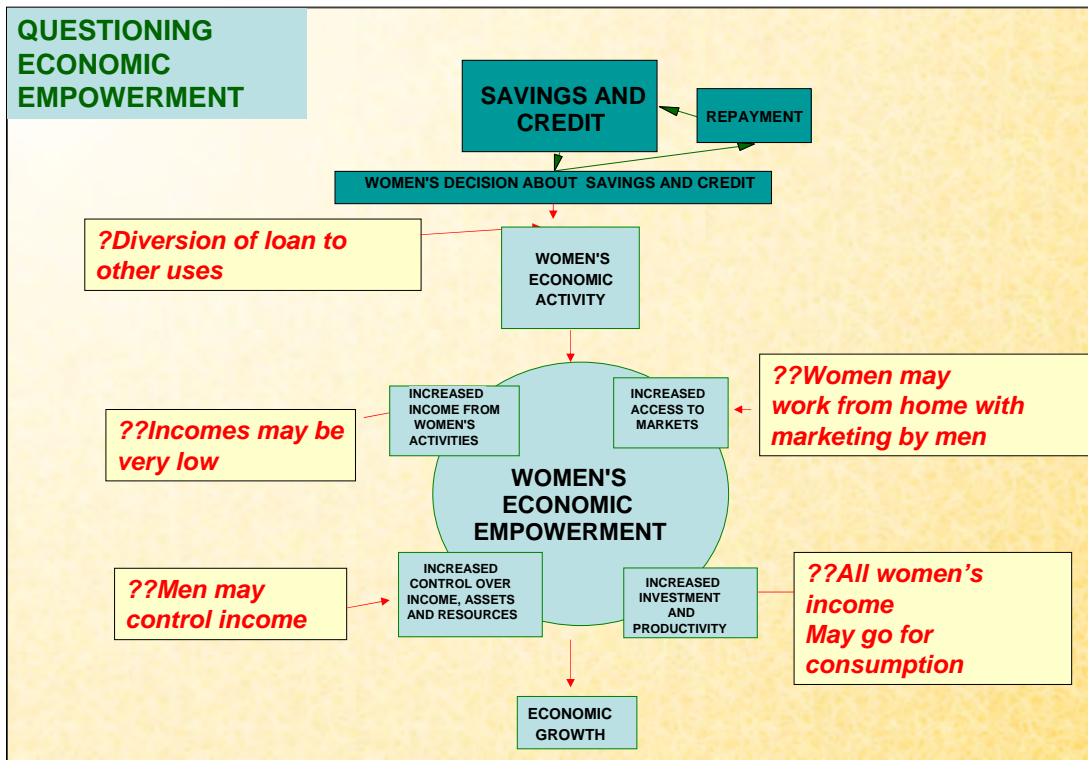 QUESTIONING
ECONOMIC
EMPOWERMENT
SAVINGS AND
CREDIT
REPAYMENT
WOMEN'S DECISION ABOUT SAVINGS AND CREDIT
?Diversion of loan to
other uses
WOMEN'S
ECONOMIC
ACTIVITY
INCREASED
INCOME FROM
WOMEN'S
ACTIVITIES
INCREASED
ACCESS TO
MARKETS
??Women may
work from home with
marketing by men
??Incomes may be
very low
WOMEN'S
ECONOMIC
EMPOWERMENT
INCREASED
CONTROL OVER
INCOME, ASSETS
AND RESOURCES
INCREASED
INVESTMENT
AND
PRODUCTIVITY
??Men may
control income
??All women’s
income
May go for
consumption
ECONOMIC
GROWTH